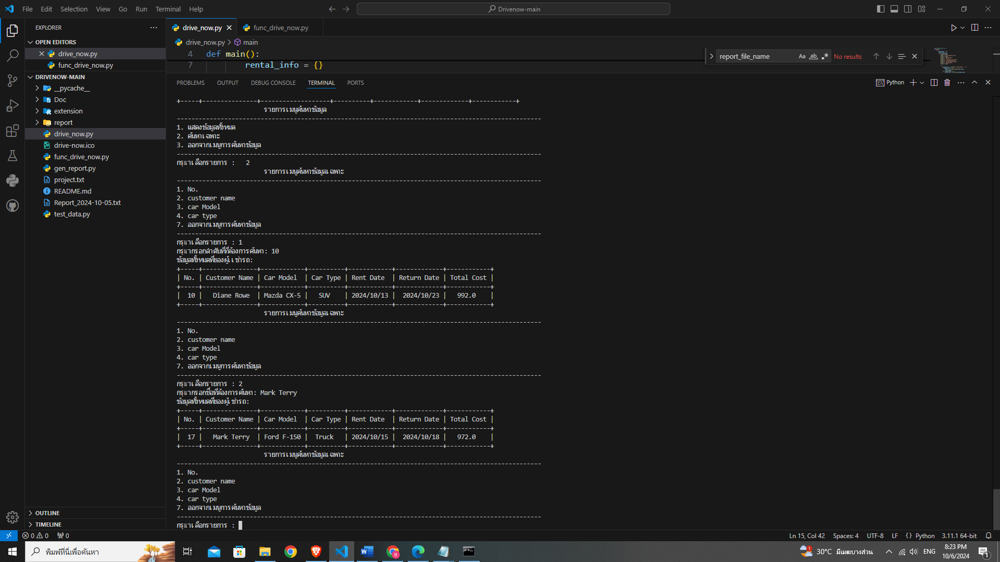 File Edit Selection View Go Run Terminal Help
Drivenow-main
EXPLORER
OPEN EDITORS
drive_now.py
func_drive_now.py
DRIVENOW-MAIN
__pycache__
Doc
extension
report
drive_now.py
drive-now.ico
func_drive_now.py
gen_report.py
project.txt
README.md
Report_2024-10-05.txt
test_data.py
OUTLINE
TIMELINE
drive_now.py func_drive_now.py
drive_now.py > main
4 def main():
7 rental_info = {}
report_file_name Aa ab No results
PROBLEMS OUTPUT DEBUG CONSOLE TERMINAL PORTS
Python
+-----+---------------+-------------------+----------+------------+-------------+------------+
รายการเมนูค้นหาข้อมูล
----------------------------------------------------------------------------------------------------
1. แสดงข้อมูลทั้งหมด
2. ค้นหาเฉพาะ
3. ออกจากเมนูการค้นหาข้อมูล
----------------------------------------------------------------------------------------------------
กรุณาเลือกรายการ : 2
รายการเมนูค้นหาข้อมูลเฉพาะ
----------------------------------------------------------------------------------------------------
1. No.
2. customer name
3. car Model
4. car type
7. ออกจากเมนูการค้นหาข้อมูล
----------------------------------------------------------------------------------------------------
กรุณาเลือกรายการ : 1
กรุณากรอกลำดับที่ที่ต้องการค้นหา: 10
ข้อมูลทั้งหมดที่ของผู้เเช่ารถ:
+-----+---------------+------------+----------+------------+-------------+------------+
| No. | Customer Name | Car Model  | Car Type | Rent Date  | Return Date | Total Cost |
+-----+---------------+------------+----------+------------+-------------+------------+
|  10 |   Diane Rowe  | Mazda CX-5 |   SUV    | 2024/10/13 |  2024/10/23 |   992.0    |
+-----+---------------+------------+----------+------------+-------------+------------+
รายการเมนูค้นหาข้อมูลเฉพาะ
----------------------------------------------------------------------------------------------------
1. No.
2. customer name
3. car Model
4. car type
7. ออกจากเมนูการค้นหาข้อมูล
----------------------------------------------------------------------------------------------------
กรุณาเลือกรายการ : 2
กรุณากรอกชื่อที่ต้องการค้นหา: Mark Terry
ข้อมูลทั้งหมดที่ของผู้เช่ารถ:
+-----+---------------+------------+----------+------------+-------------+------------+
| No. | Customer Name | Car Model  | Car Type | Rent Date  | Return Date | Total Cost |
+-----+---------------+------------+----------+------------+-------------+------------+
|  17 |   Mark Terry  | Ford F-150 |  Truck   | 2024/10/15 |  2024/10/18 |   972.0    |
+-----+---------------+------------+----------+------------+-------------+------------+
รายการเมนูค้นหาข้อมูลเฉพาะ
----------------------------------------------------------------------------------------------------
1. No.
2. customer name
3. car Model
4. car type
7. ออกจากเมนูการค้นหาข้อมูล
----------------------------------------------------------------------------------------------------
กรุณาเลือกรายการ :
0 0 0 Ln 15, Col 42 Spaces: 4 UTF-8 LF {} Python 3.11.1 64-bit
พิมพ์ที่นี่เพื่อค้นหา
30°C มีเมฆบางส่วน ENG
8:23 PM
10/6/2024
1